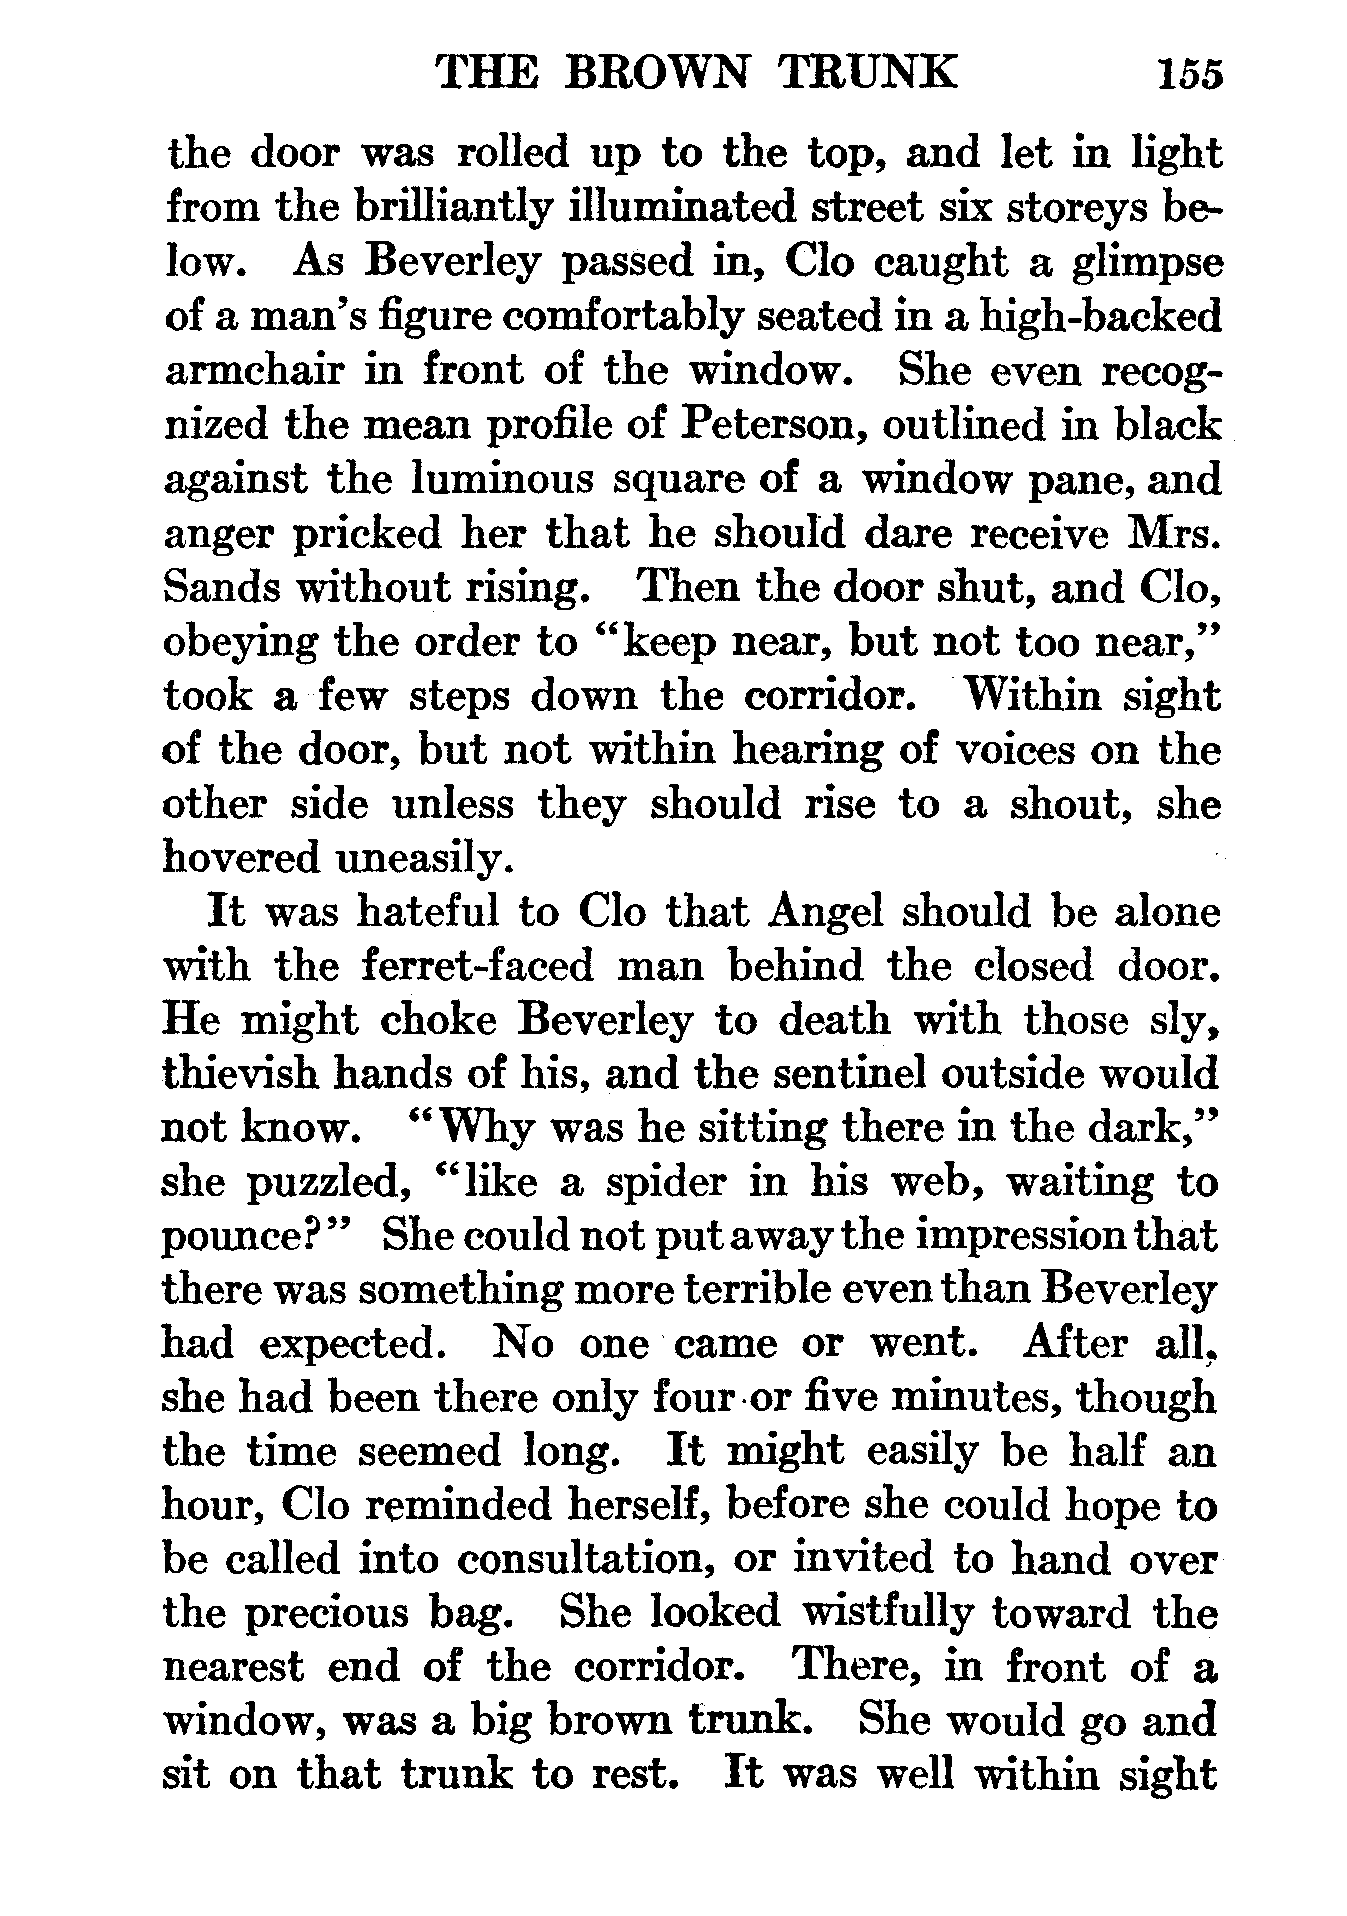 THE BROWN TRUNK 155
the door was rolled up to the top, and let in light
from the brilliantly illuminated street six storeys be-
low. As Beverley passed in, Clo caught a glimpse
of a man's figure comfortably seated in a high-backed
armchair in front of the window. She even recog-
nized the mean profile of Peterson, outlined in black
against the luminous square of a window pane, and
anger pricked her that he should dare receive Mrs.
Sands without rising. Then the door shut, and Clo,
obeying the order to “keep near, but not too near,”
took a few steps down the corridor. Within sight
of the door, but not within hearing of voices on the
other side unless they should rise to a shout, she
hovered uneasily.
It was hateful to Clo that Angel should be alone
with the ferret-faced man behind the closed door.
He might choke Beverley to death with those sly,
thievish hands of his, and the sentinel outside would
not know. “Why was he sitting there in the dark,”
she puzzled, “like a spider in his web, waiting to
pounce?” She could not put away the impression that
there was something more terrible even than Beverley
had expected. No one came or went. After all,
she had been there only four or five minutes, though
the time seemed long. It might easily be half an
hour, Clo reminded herself, before she could hope to
be called into consultation, or invited to hand over
the precious bag. She looked wistfully toward the
nearest end of the corridor. There, in front of a
window, was a big brown trunk. She would go and
sit on that trunk to rest. It was well within sight